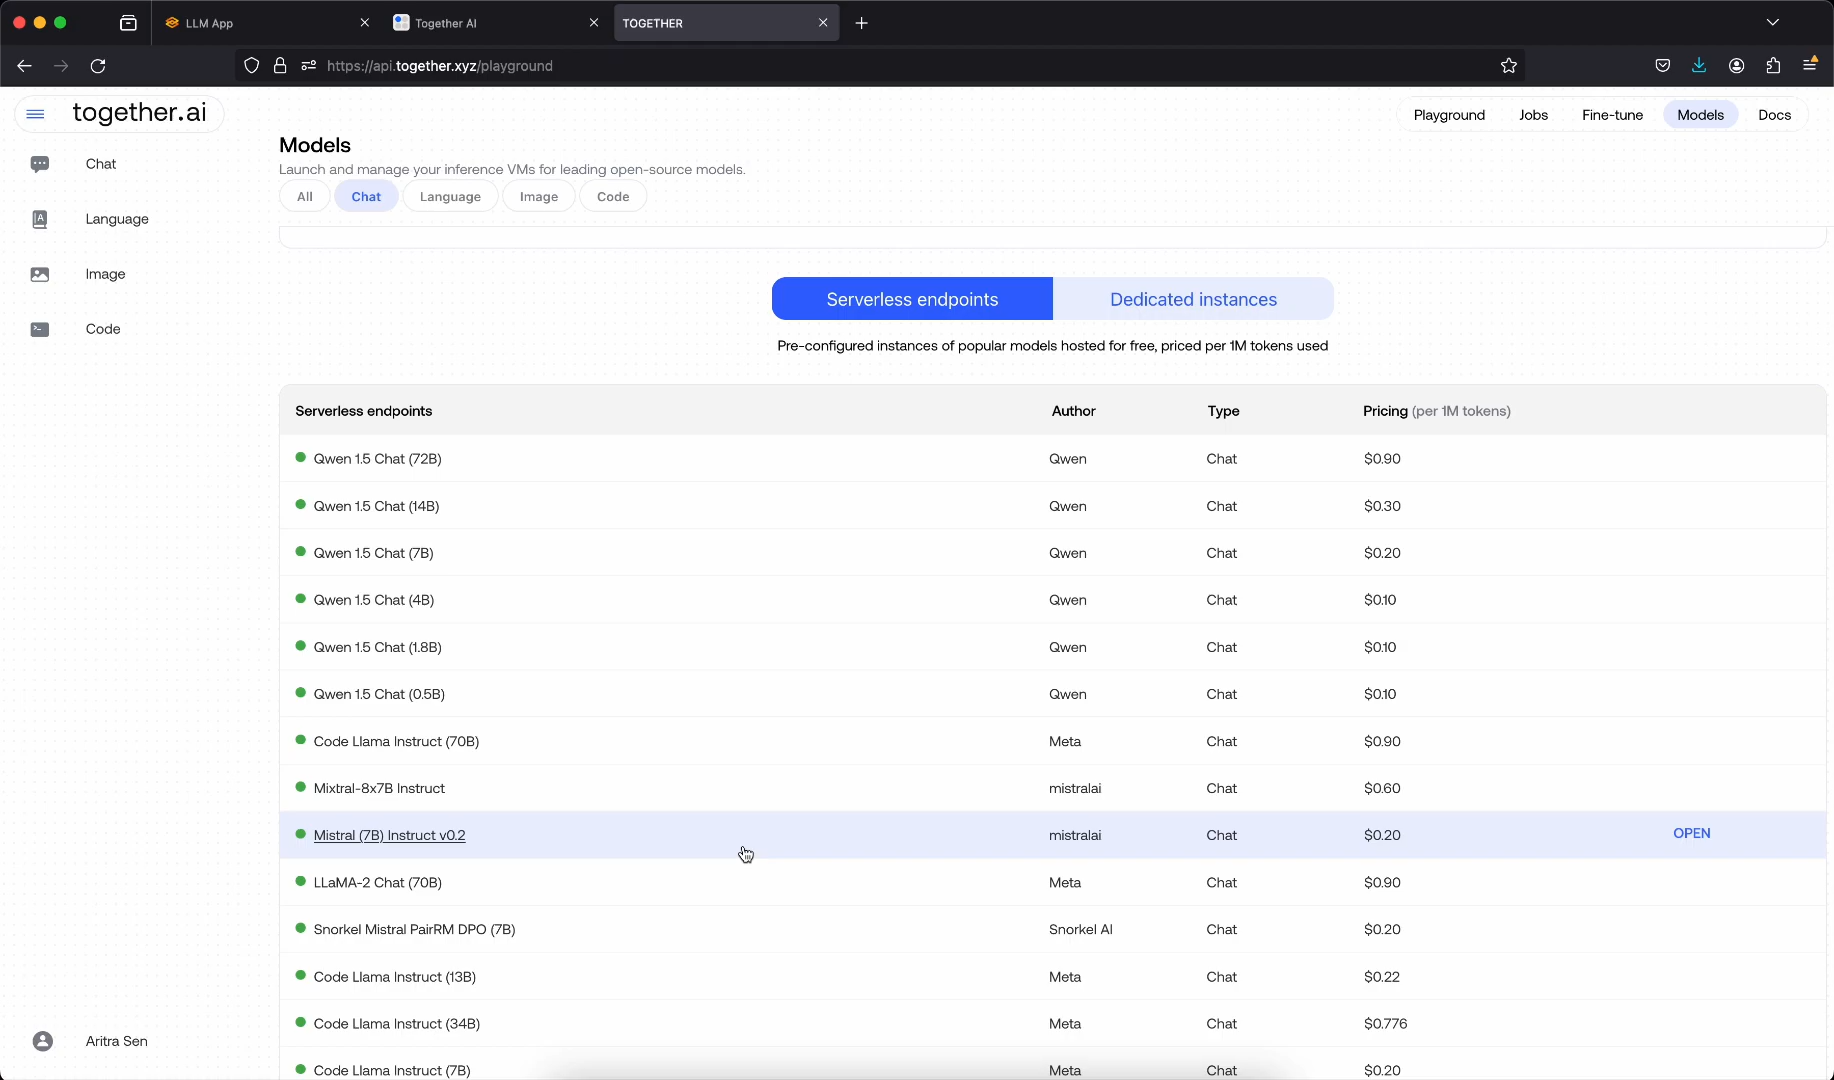 LLM App
Together AI
TOGETHER
https://api.together.xyz/playground
together.ai
Playground
Jobs
Fine-tune
Models
Docs
Chat
Language
Image
Code
Aritra Sen
Models
Launch and manage your inference VMs for leading open-source models.
All
Chat
Language
Image
Code
Serverless endpoints
Dedicated instances
Pre-configured instances of popular models hosted for free, priced per 1M tokens used
Serverless endpoints Author Type Pricing (per 1M tokens)
Qwen 1.5 Chat (72B) Qwen Chat $0.90
Qwen 1.5 Chat (14B) Qwen Chat $0.30
Qwen 1.5 Chat (7B) Qwen Chat $0.20
Qwen 1.5 Chat (4B) Qwen Chat $0.10
Qwen 1.5 Chat (1.8B) Qwen Chat $0.10
Qwen 1.5 Chat (0.5B) Qwen Chat $0.10
Code Llama Instruct (70B) Meta Chat $0.90
Mixtral-8x7B Instruct mistralai Chat $0.60
Mistral (7B) Instruct v0.2 mistralai Chat $0.20 OPEN
LLaMA-2 Chat (70B) Meta Chat $0.90
Snorkel Mistral PairRM DPO (7B) Snorkel AI Chat $0.20
Code Llama Instruct (13B) Meta Chat $0.22
Code Llama Instruct (34B) Meta Chat $0.776
Code Llama Instruct (7B) Meta Chat $0.20